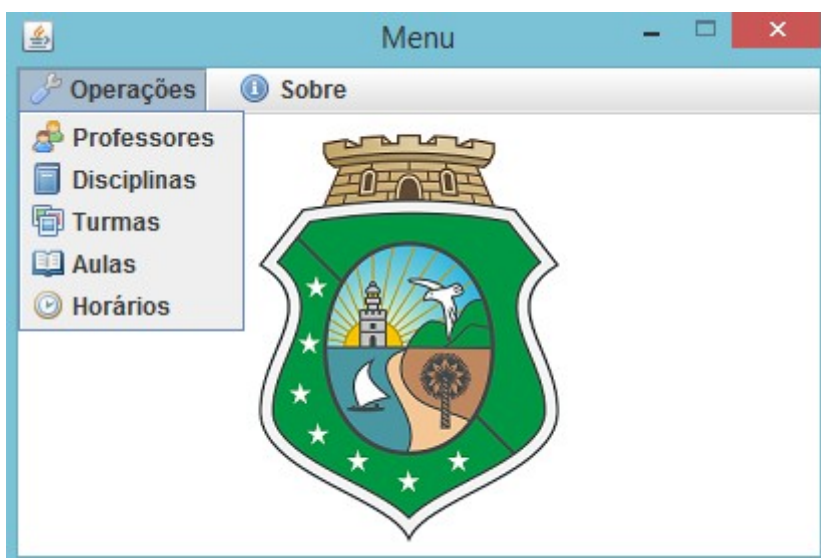 Menu
Operações Sobre
Professores
Disciplinas
Turmas
Aulas
Horários